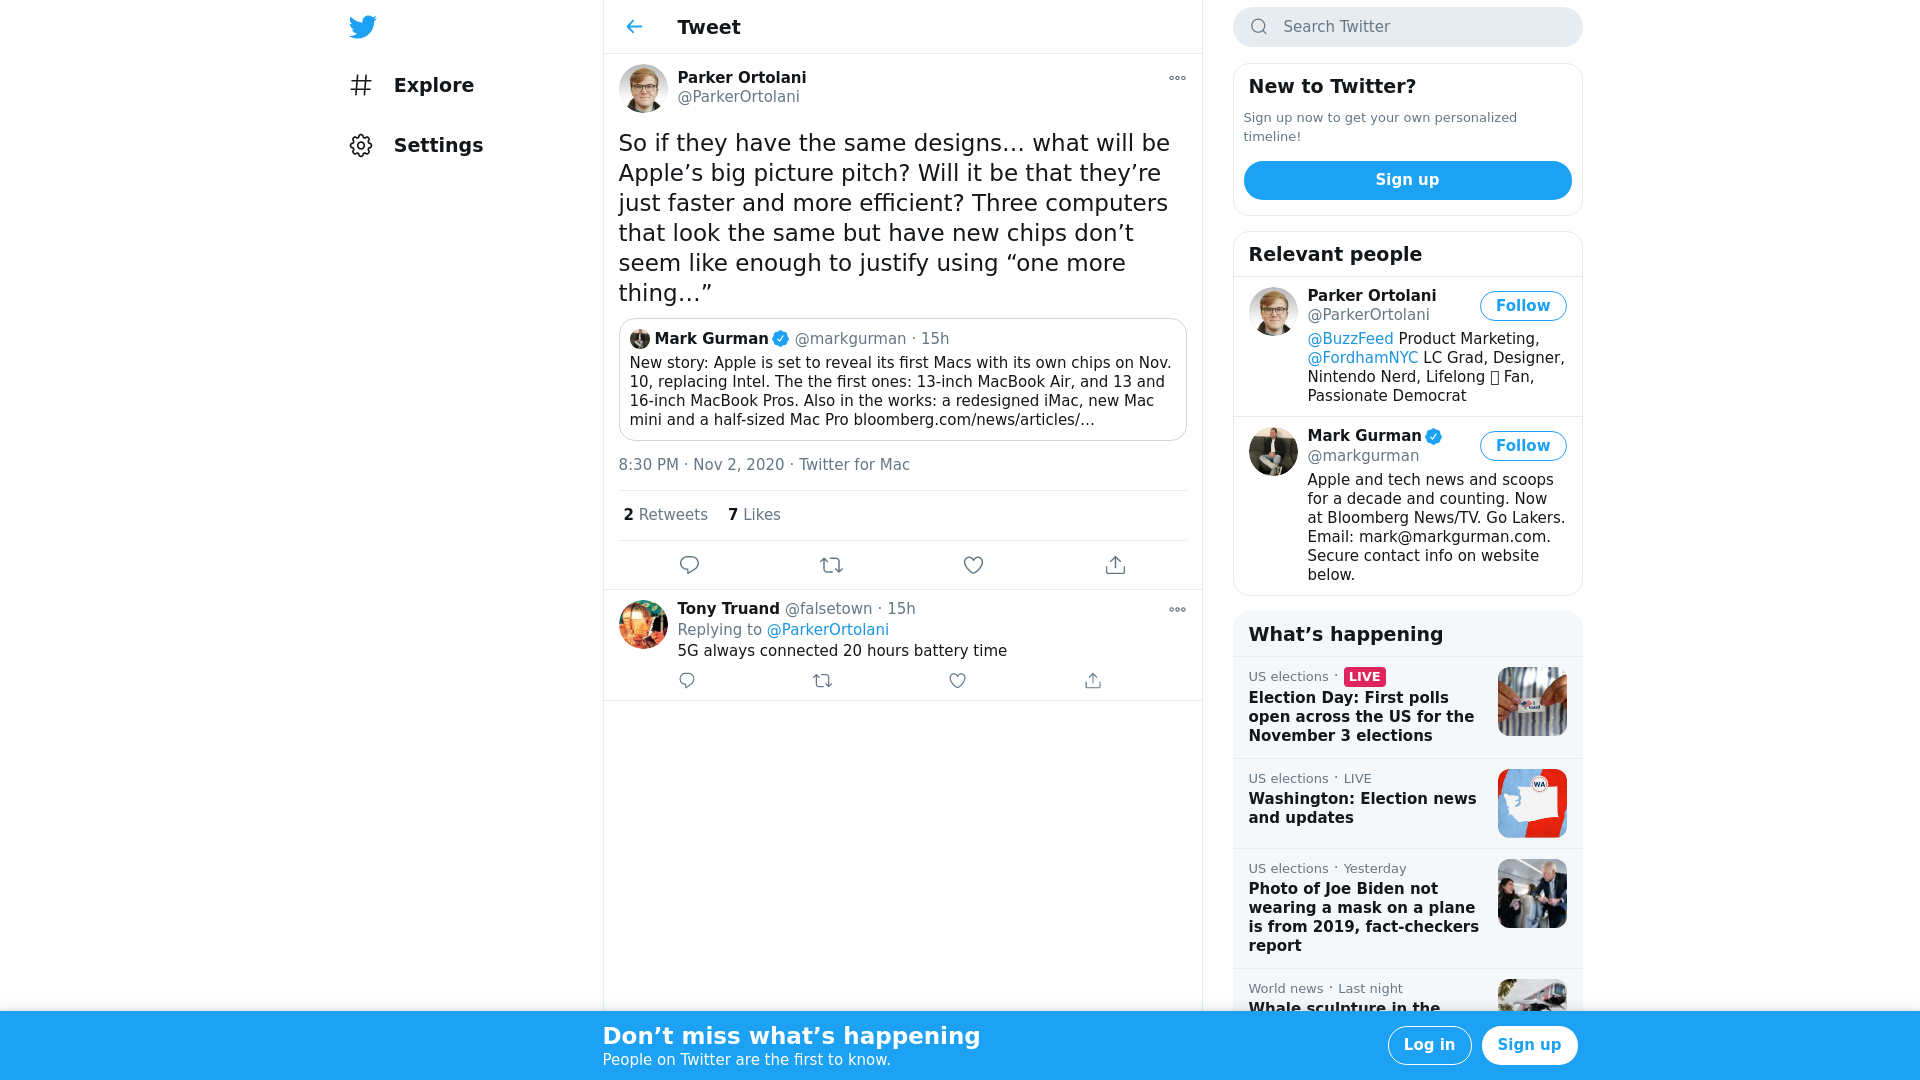 Explore
Settings
Tweet
Parker Ortolani
@ParkerOrtolani
So if they have the same designs… what will be
Apple’s big picture pitch? Will it be that they’re
just faster and more efficient? Three computers
that look the same but have new chips don’t
seem like enough to justify using “one more
thing…”
Mark Gurman @markgurman · 15h
New story: Apple is set to reveal its first Macs with its own chips on Nov.
10, replacing Intel. The the first ones: 13-inch MacBook Air, and 13 and
16-inch MacBook Pros. Also in the works: a redesigned iMac, new Mac
mini and a half-sized Mac Pro bloomberg.com/news/articles/…
8:30 PM · Nov 2, 2020 · Twitter for Mac
2 Retweets 7 Likes
Tony Truand @falsetown · 15h
Replying to @ParkerOrtolani
5G always connected 20 hours battery time
Search Twitter
New to Twitter?
Sign up now to get your own personalized
timeline!
Sign up
Relevant people
Parker Ortolani
@ParkerOrtolani
Follow
@BuzzFeed Product Marketing,
@FordhamNYC LC Grad, Designer,
Nintendo Nerd, Lifelong Fan,
Passionate Democrat
Mark Gurman
@markgurman
Follow
Apple and tech news and scoops
for a decade and counting. Now
at Bloomberg News/TV. Go Lakers.
Email: mark@markgurman.com.
Secure contact info on website
below.
What’s happening
US elections · LIVE
Election Day: First polls
open across the US for the
November 3 elections
US elections · LIVE
Washington: Election news
and updates
WA
US elections · Yesterday
Photo of Joe Biden not
wearing a mask on a plane
is from 2019, fact-checkers
report
World news · Last night
Whale sculpture in the
Don’t miss what’s happening
People on Twitter are the first to know.
Log in
Sign up